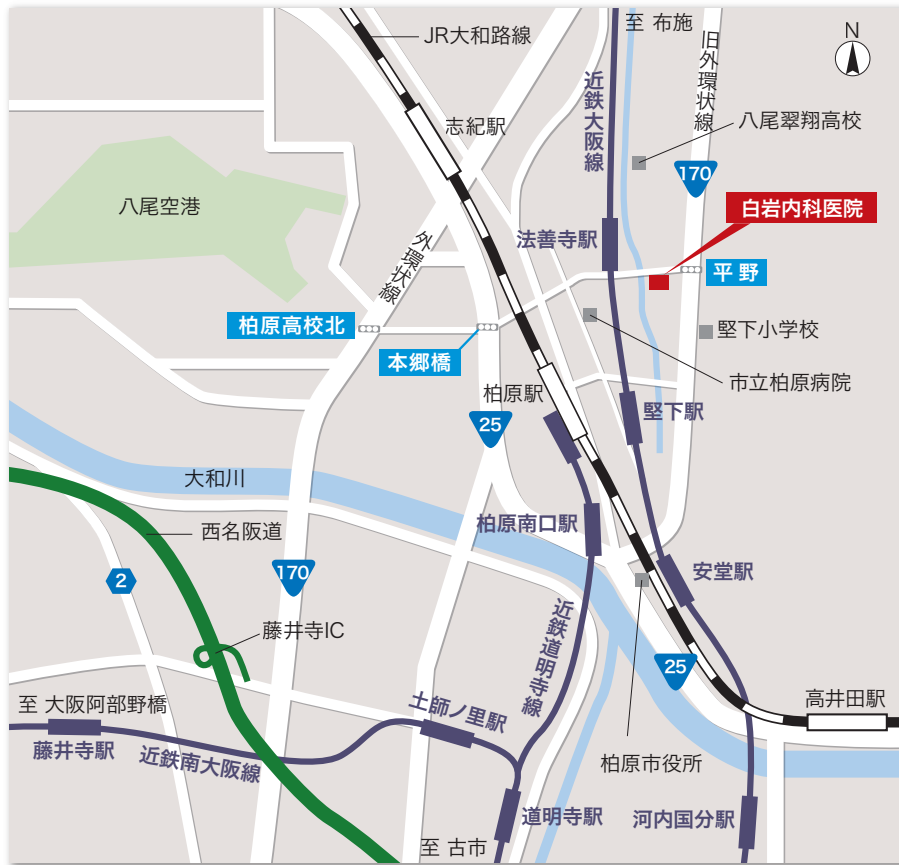 至 布施
N
JR大和路線
旧外環状線
近鉄大阪線
八尾翠翔高校
志紀駅
170
八尾空港
白岩内科医院
法善寺駅
外環状線
平野
柏原高校北
堅下小学校
本郷橋
市立柏原病院
柏原駅
堅下駅
25
大和川
柏原南口駅
西名阪道
安堂駅
170
2
近鉄道明寺線
藤井寺IC
25
至 大阪阿部野橋
土師ノ里駅
高井田駅
藤井寺駅
近鉄南大阪線
柏原市役所
道明寺駅
河内国分駅
至 古市